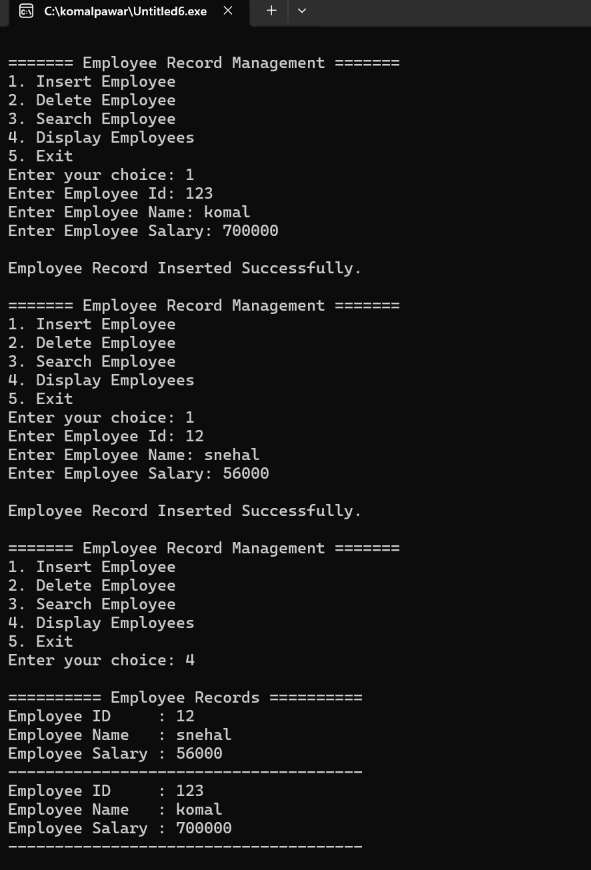 C:\komalpawar\Untitled6.exe
======= Employee Record Management =======
1. Insert Employee
2. Delete Employee
3. Search Employee
4. Display Employees
5. Exit
Enter your choice: 1
Enter Employee Id: 123
Enter Employee Name: komal
Enter Employee Salary: 700000
Employee Record Inserted Successfully.
======= Employee Record Management =======
1. Insert Employee
2. Delete Employee
3. Search Employee
4. Display Employees
5. Exit
Enter your choice: 1
Enter Employee Id: 12
Enter Employee Name: snehal
Enter Employee Salary: 56000
Employee Record Inserted Successfully.
======= Employee Record Management =======
1. Insert Employee
2. Delete Employee
3. Search Employee
4. Display Employees
5. Exit
Enter your choice: 4
========== Employee Records ==========
Employee ID     : 12
Employee Name   : snehal
Employee Salary : 56000
--------------------------------------
Employee ID     : 123
Employee Name   : komal
Employee Salary : 700000
--------------------------------------